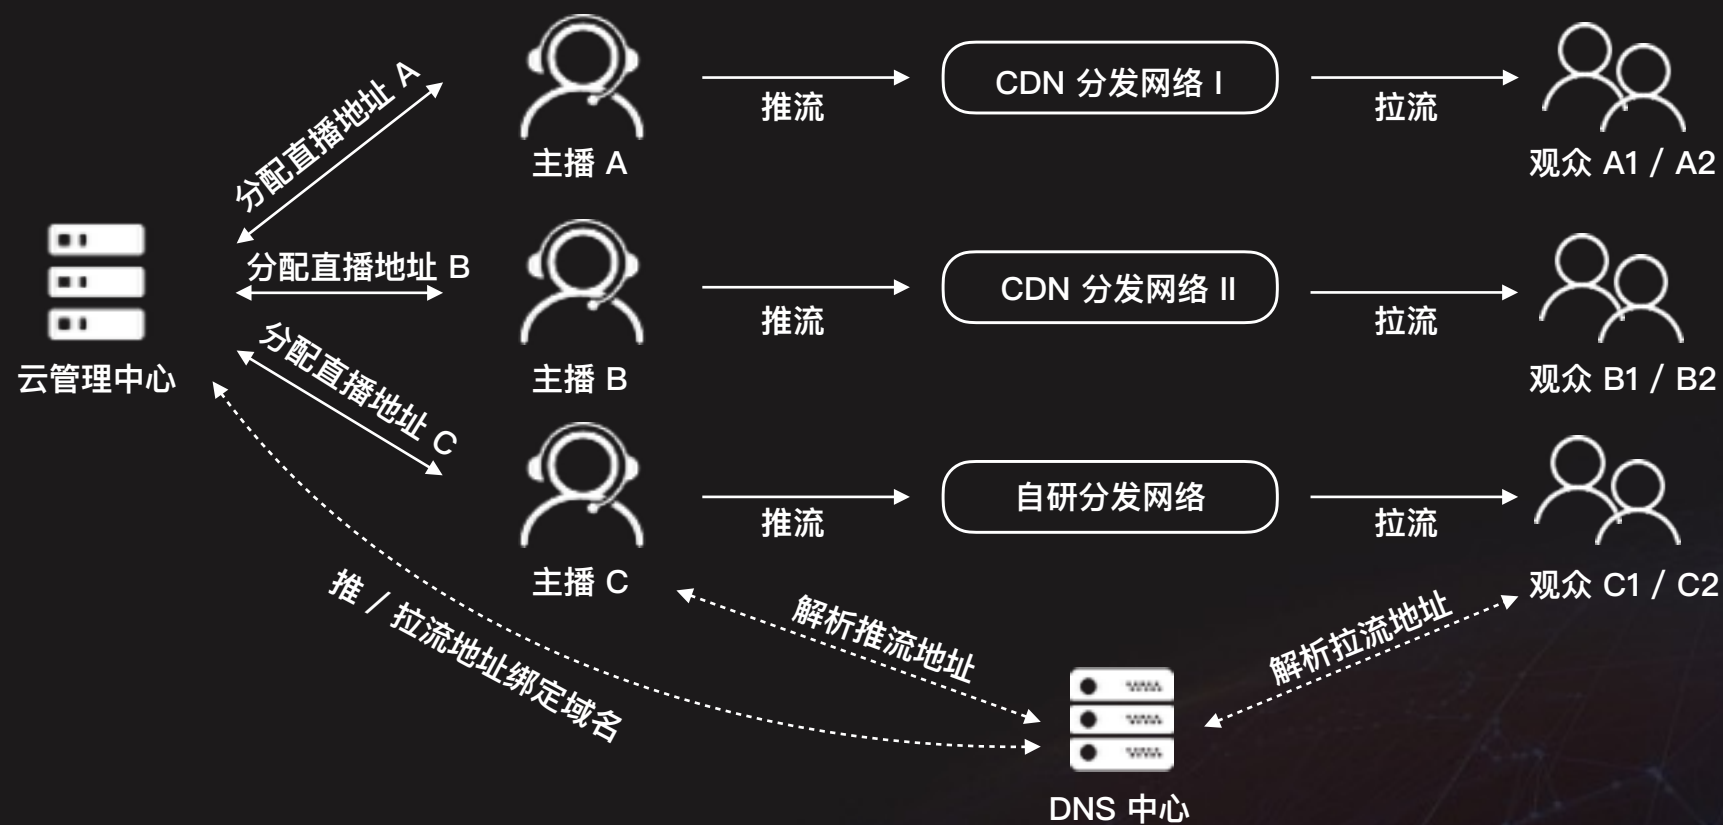 分配直播地址 A
主播 A
推流
CDN 分发网络 I
拉流
观众 A1 / A2
云管理中心
分配直播地址 B
主播 B
推流
CDN 分发网络 II
拉流
观众 B1 / B2
分配直播地址 C
主播 C
推流
自研分发网络
拉流
观众 C1 / C2
推 / 拉流地址绑定域名
解析推流地址
解析拉流地址
DNS 中心